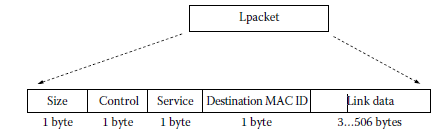 Lpacket
Size Control Service Destination MAC ID Link data
1 byte 1 byte 1 byte 1 byte 3...506 bytes